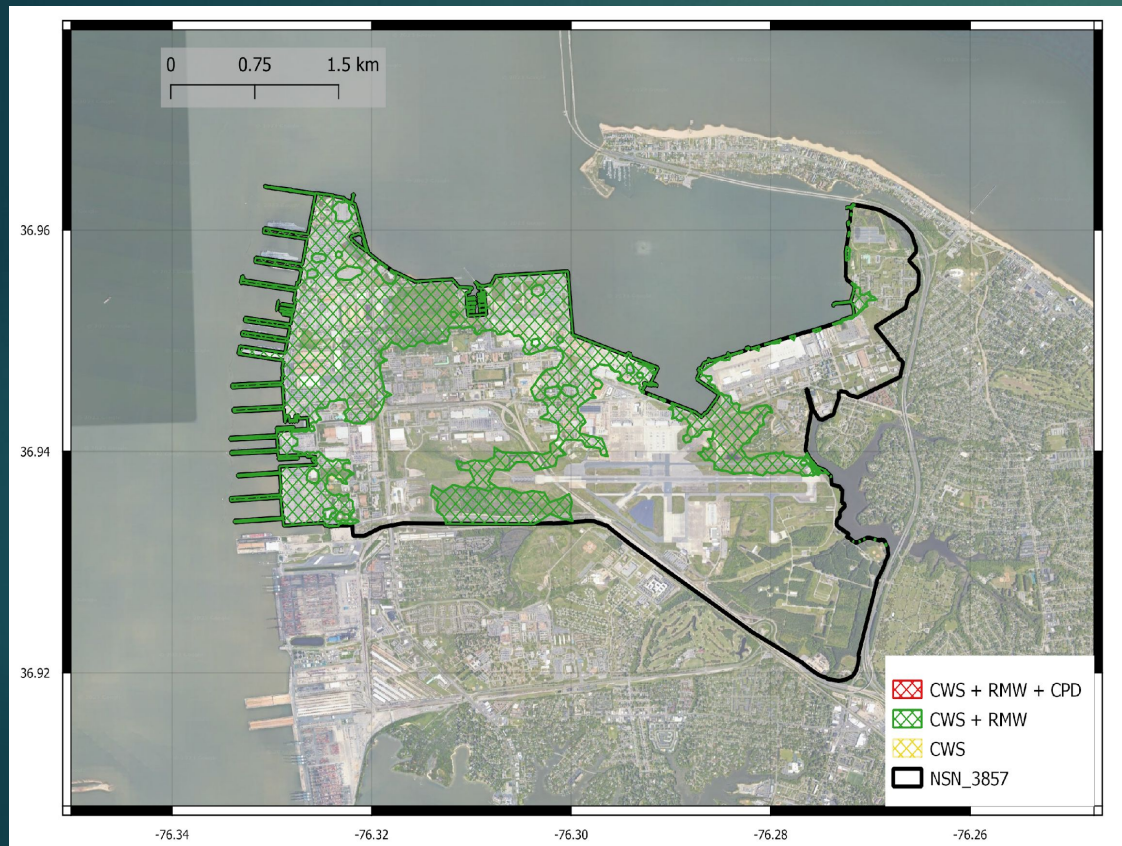 0 0.75 1.5 km
36.96
36.94
36.92
CWS + RMW + CPD
CWS + RMW
CWS
NSN_3857
-76.34 -76.32 -76.30 -76.28 -76.26